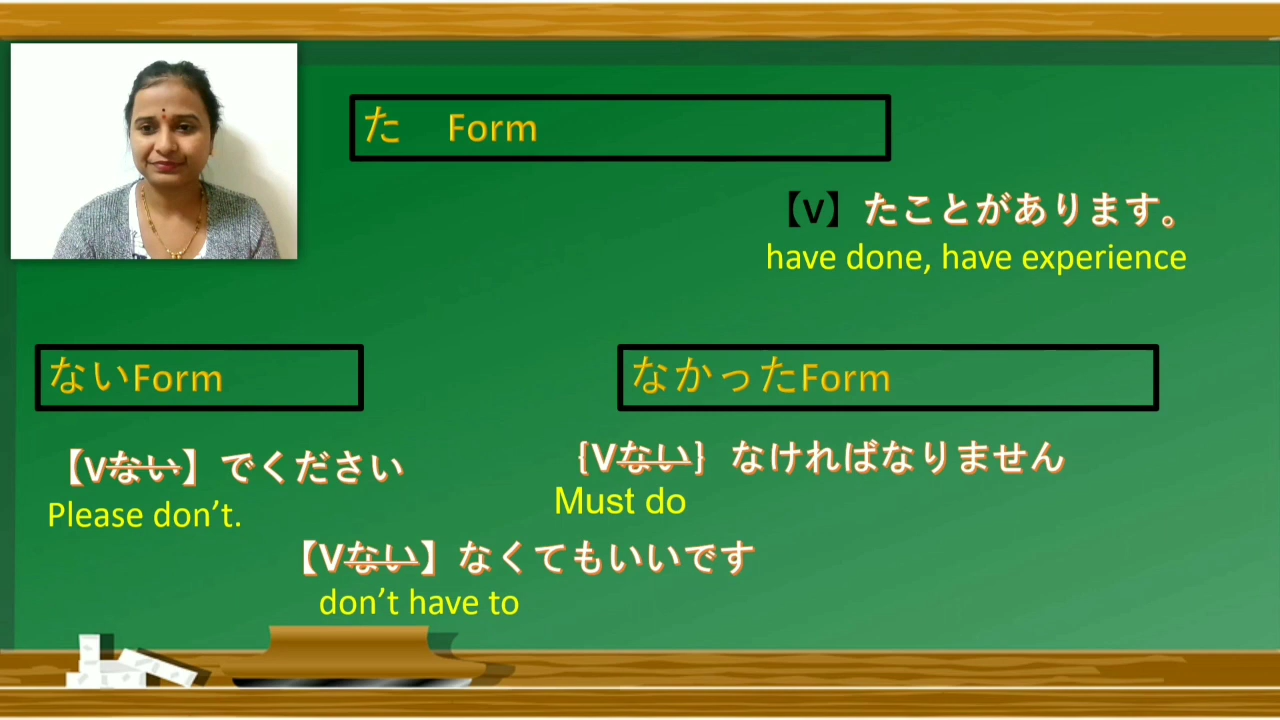 た Form
【V】たことがあります。
have done, have experience
ないForm
なかったForm
【Vない】でください
Please don't.
{Vない} なければなりません
Must do
【Vない】なくてもいいです
don't have to